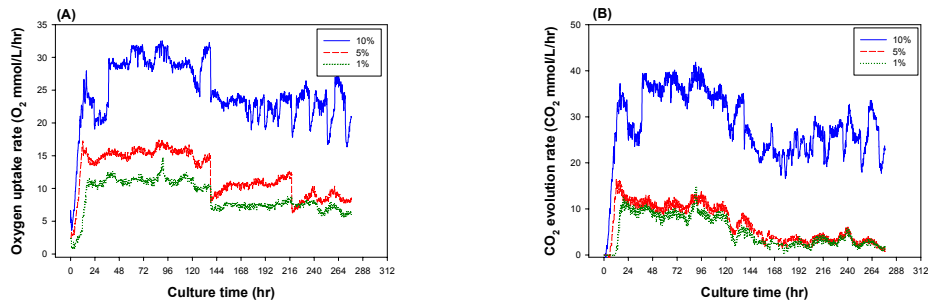 (A)
Oxygen uptake rate (O2 mmol/L/hr)
35
30
25
20
15
10
5
0
10%
5%
1%
0 24 48 72 96 120 144 168 192 216 240 264 288 312
Culture time (hr)
(B)
CO2 evolution rate (CO2 mmol/L/hr)
50
40
30
20
10
0
10%
5%
1%
0 24 48 72 96 120 144 168 192 216 240 264 288 312
Culture time (hr)